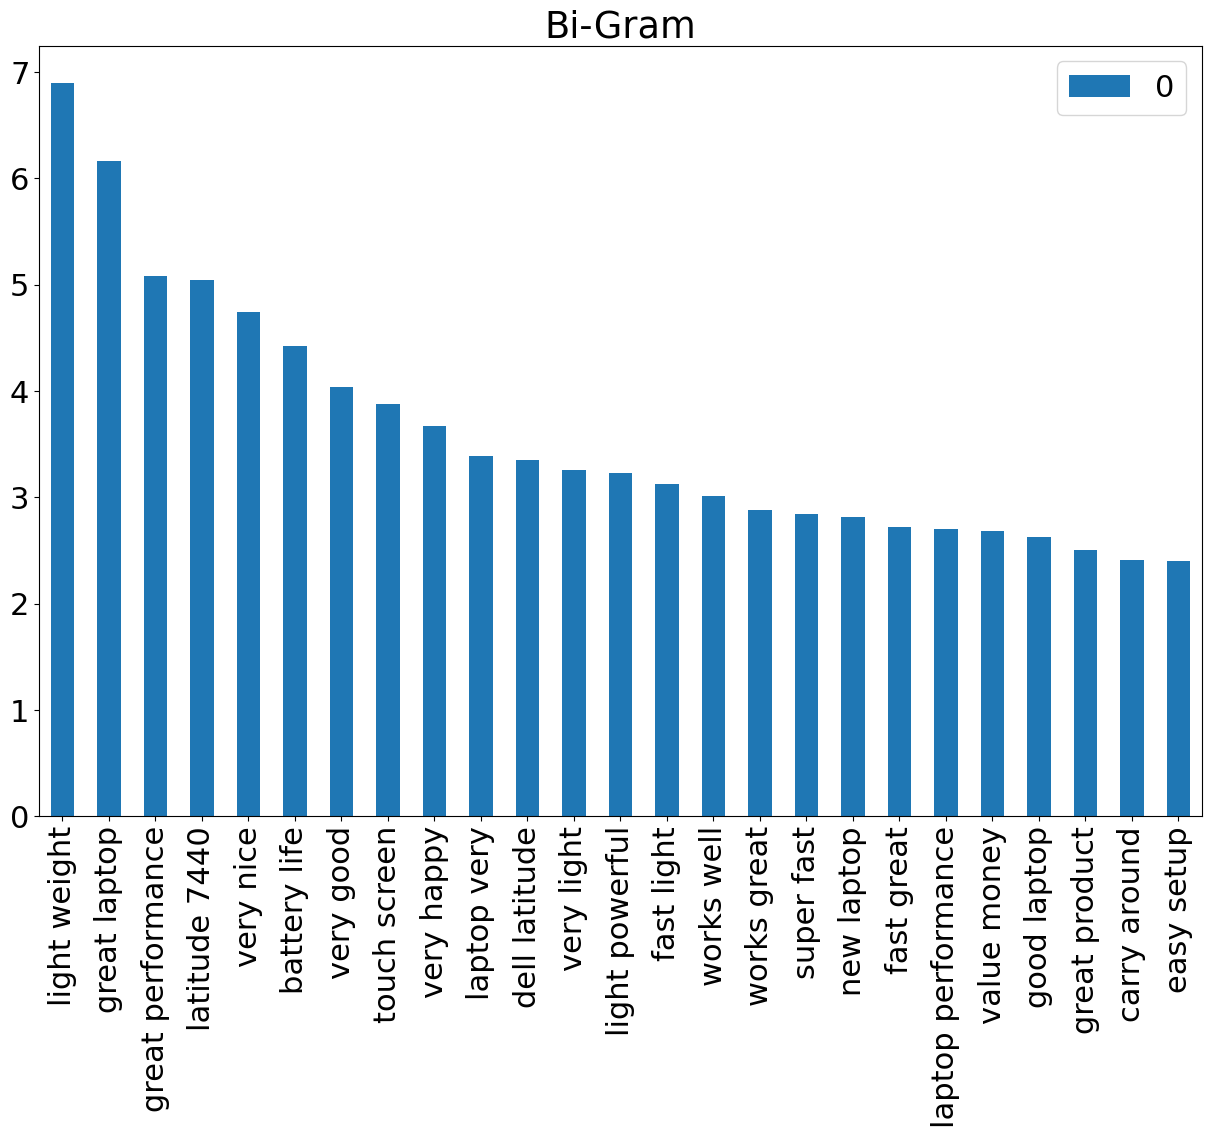 Bi-Gram
0
7
6
5
4
3
2
1
0
light weight
great laptop
great performance
latitude 7440
very nice
battery life
very good
touch screen
very happy
laptop very
dell latitude
very light
light powerful
fast light
works well
works great
super fast
new laptop
fast great
laptop performance
value money
good laptop
great product
carry around
easy setup